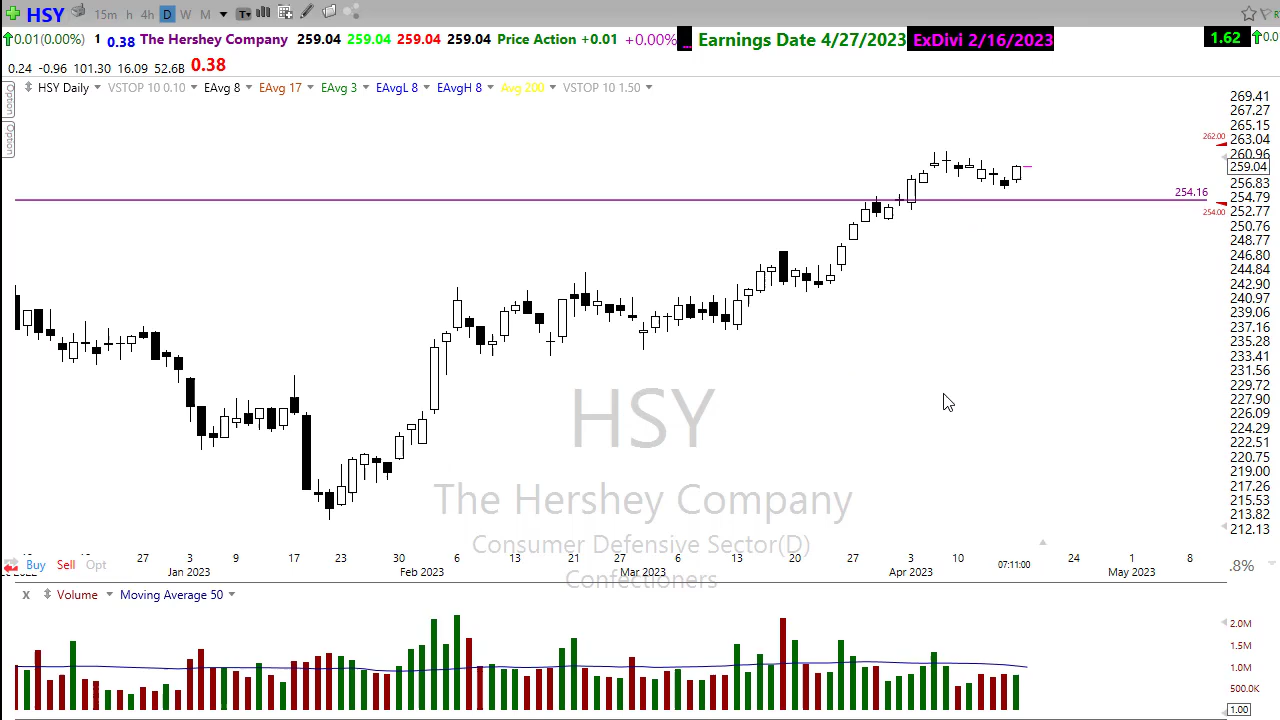 HSY 15m h 4h D W M T
0.01(0.00%) 1 0.38 The Hershey Company 259.04 259.04 259.04 259.04 Price Action +0.01 +0.00% ... Earnings Date 4/27/2023 ExDivi 2/16/2023 1.62 0.0
0.24 -0.96 101.30 16.09 52.6B 0.38
HSY Daily VSTOP 10 0.10 EAvg 8 EAvg 17 EAvg 3 EAvgL 8 EAvgH 8 Avg 200 VSTOP 10 1.50
Option
Option
269.41
267.27
265.15
262.00
263.04
260.96
259.04
256.83
254.16
254.79
254.00
252.77
250.76
248.77
246.80
244.84
242.90
240.97
239.06
237.16
235.28
233.41
231.56
229.72
227.90
226.09
224.29
222.51
220.75
219.00
217.26
215.53
213.82
212.13
HSY
The Hershey Company
Consumer Defensive Sector(D)
Confectioners
27 3 9 17 23 30 6 13 21 27 6 13 20 27 3 10 24 1 8
Buy Sell Opt
Jan 2023 Feb 2023 Mar 2023 Apr 2023 07:11:00 May 2023
.8%
X Volume Moving Average 50
2.0M
1.5M
1.0M
500.0K
1.00